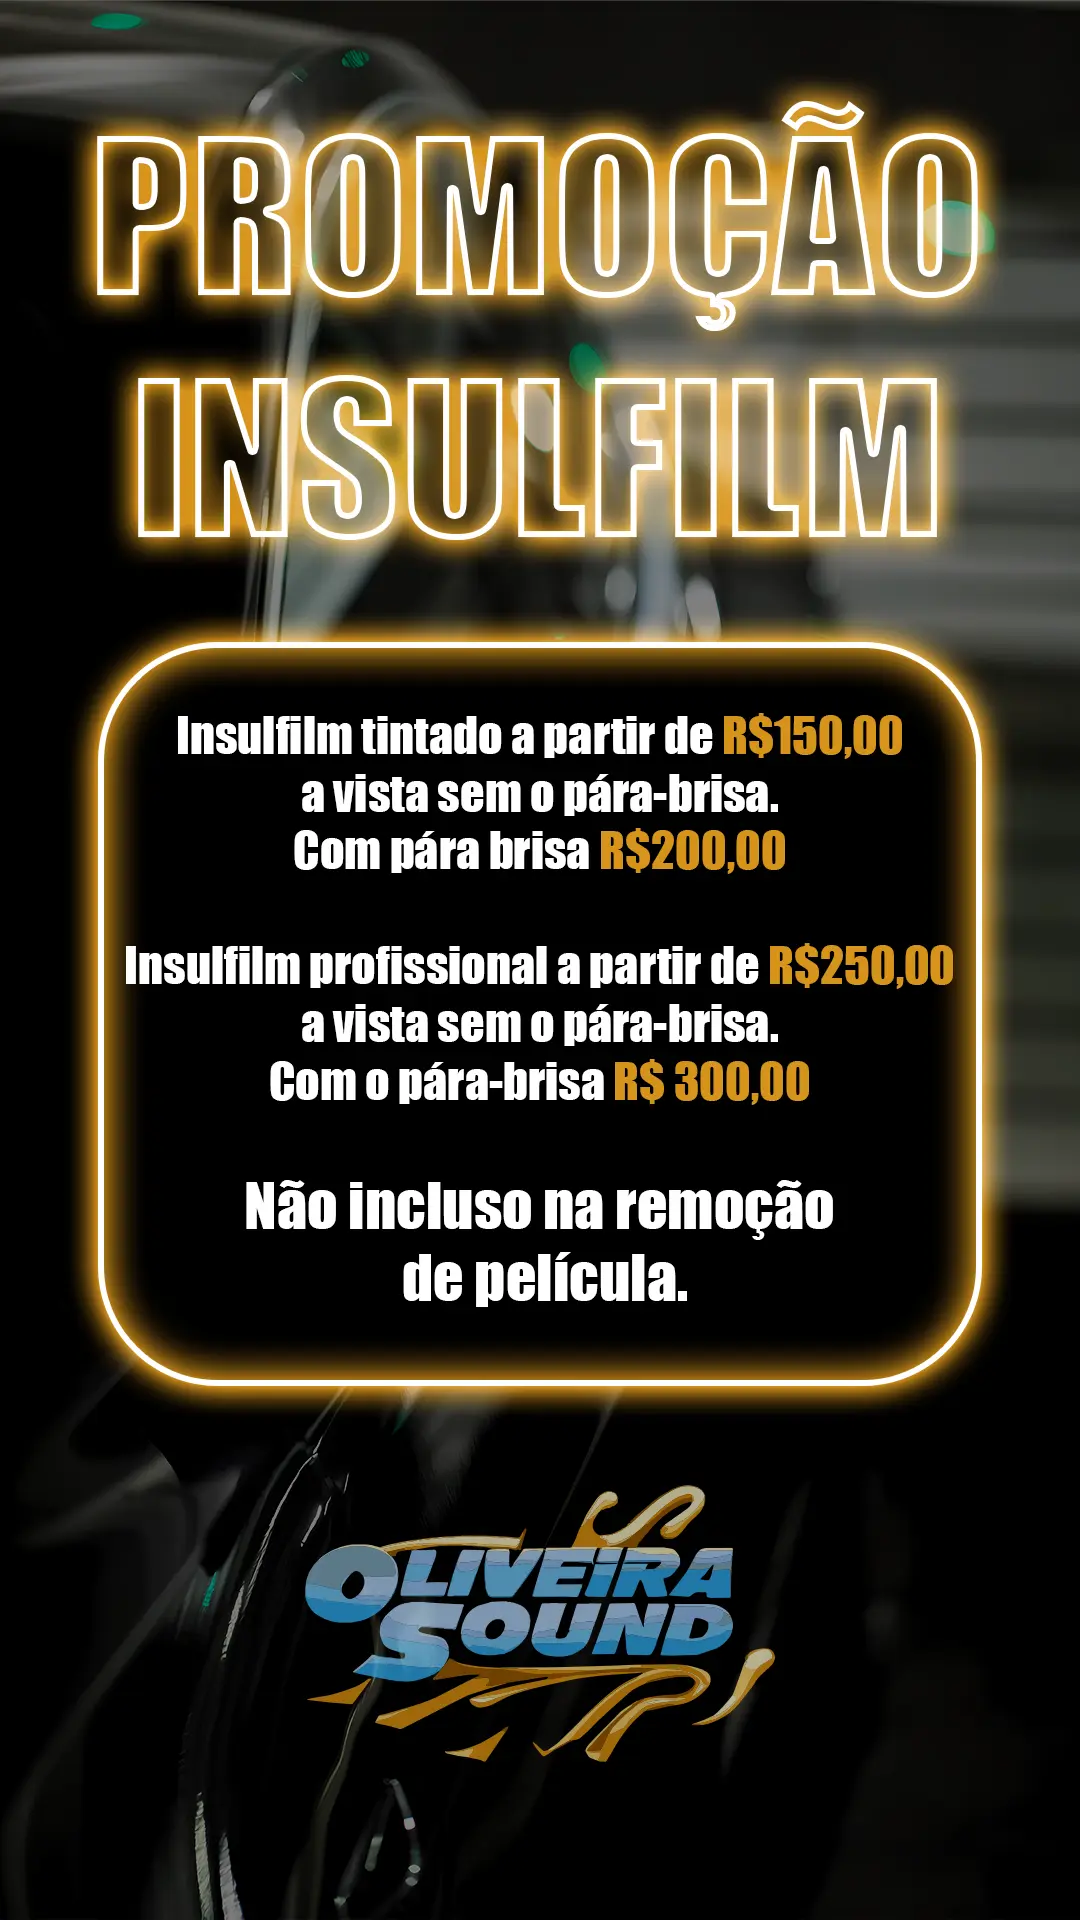 PROMOÇÃO
INSULFILM
Insulfilm tintado a partir de R$150,00
a vista sem o pára-brisa.
Com pára brisa R$200,00
Insulfilm profissional a partir de R$250,00
a vista sem o pára-brisa.
Com o pára-brisa R$ 300,00
Não incluso na remoção
de película.
OLIVEIRA
SOUND